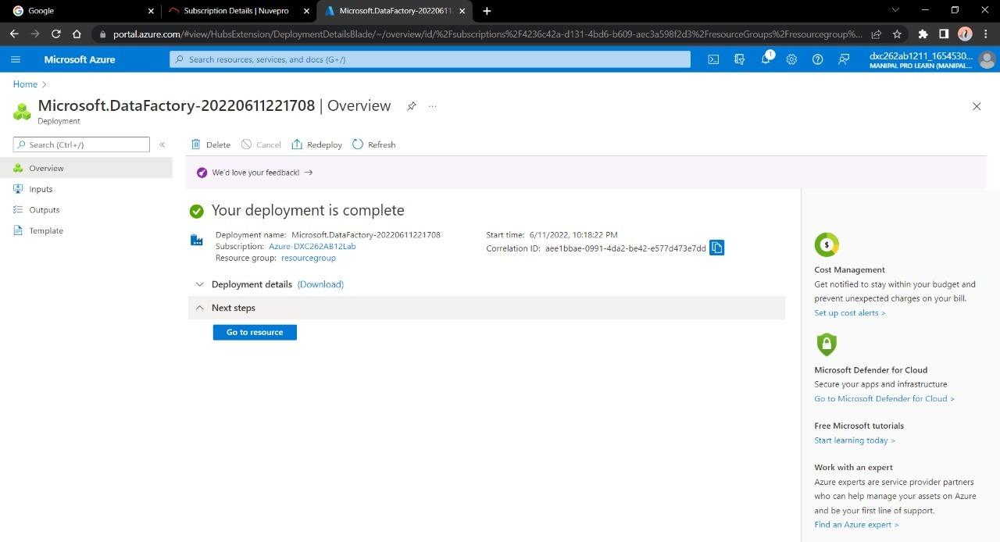 Google
Subscription Details | Nuvepro
Microsoft.DataFactory-20220611
portal.azure.com/#view/HubsExtension/DeploymentDetailsBlade/~/overview/id/%2Fsubscriptions%2F4236c42a-d131-4bd6-b609-aec3a598f2d3%2FresourceGroups%2Fresourcegroup%...
Microsoft Azure
Search resources, services, and docs (G+/)
1
dxc262ab1211_1654530...
MANIPAL PRO LEARN (MANIPAL...
Home >
Microsoft.DataFactory-20220611221708 | Overview
...
Deployment
Search (Ctrl+/)
«
Delete
Cancel
Redeploy
Refresh
Overview
Inputs
Outputs
Template
We'd love your feedback! →
Your deployment is complete
Deployment name: Microsoft.DataFactory-20220611221708
Subscription: Azure-DXC262AB12Lab
Resource group: resourcegroup
Start time: 6/11/2022, 10:18:22 PM
Correlation ID: aee1bbae-0991-4da2-be42-e577d473e7dd
Deployment details (Download)
Next steps
Go to resource
$
Cost Management
Get notified to stay within your budget and
prevent unexpected charges on your bill.
Set up cost alerts >
Microsoft Defender for Cloud
Secure your apps and infrastructure
Go to Microsoft Defender for Cloud >
Free Microsoft tutorials
Start learning today >
Work with an expert
Azure experts are service provider partners
who can help manage your assets on Azure
and be your first line of support.
Find an Azure expert >